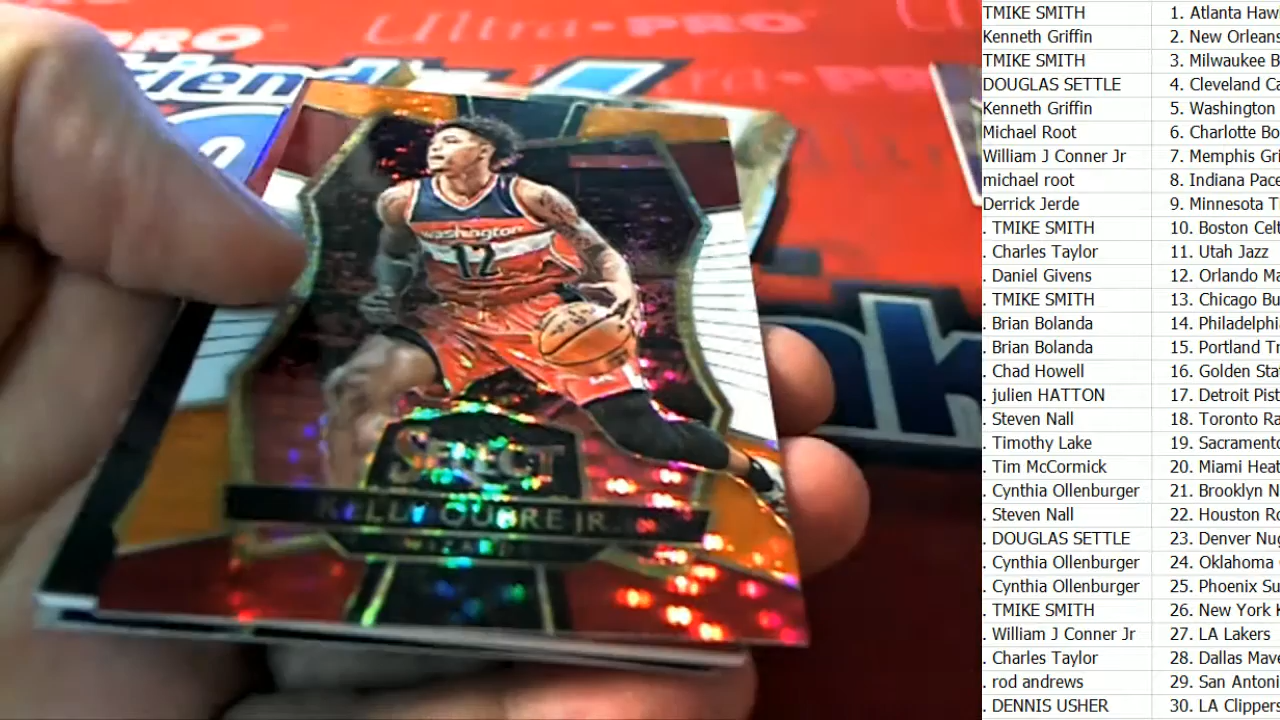 Ultra·PRO
PRO
riend
Washington
12
SELECT
KELLY OUBRE JR.
WIZARDS
TMIKE SMITH 1. Atlanta Haw
Kenneth Griffin 2. New Orleans
TMIKE SMITH 3. Milwaukee B
DOUGLAS SETTLE 4. Cleveland Ca
Kenneth Griffin 5. Washington
Michael Root 6. Charlotte Bo
William J Conner Jr 7. Memphis Gri
michael root 8. Indiana Pace
Derrick Jerde 9. Minnesota T
. TMIKE SMITH 10. Boston Celt
. Charles Taylor 11. Utah Jazz
. Daniel Givens 12. Orlando Ma
. TMIKE SMITH 13. Chicago Bu
. Brian Bolanda 14. Philadelphi
. Brian Bolanda 15. Portland Tr
. Chad Howell 16. Golden Sta
. julien HATTON 17. Detroit Pist
. Steven Nall 18. Toronto Ra
. Timothy Lake 19. Sacramento
. Tim McCormick 20. Miami Heat
. Cynthia Ollenburger 21. Brooklyn N
. Steven Nall 22. Houston Ro
. DOUGLAS SETTLE 23. Denver Nug
. Cynthia Ollenburger 24. Oklahoma
. Cynthia Ollenburger 25. Phoenix Su
. TMIKE SMITH 26. New York K
. William J Conner Jr 27. LA Lakers
. Charles Taylor 28. Dallas Mave
. rod andrews 29. San Antoni
. DENNIS USHER 30. LA Clippers